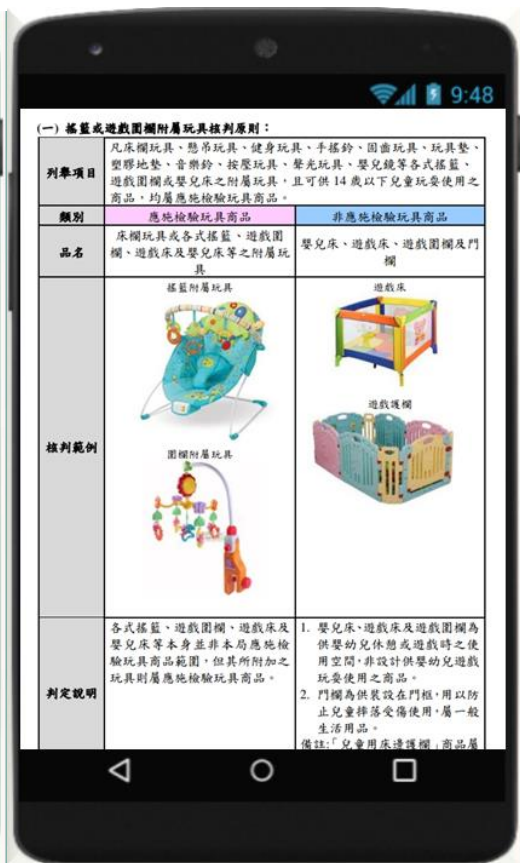 9:48
(一) 搖籃或遊戲圍欄附屬玩具核判原則：
列舉項目
凡床欄玩具、懸吊玩具、健身玩具、手搖鈴、固齒玩具、玩具墊、
塑膠地墊、音樂鈴、按壓玩具、聲光玩具、嬰兒鏡等各式搖籃、
遊戲圍欄或嬰兒床之附屬玩具，且可供 14 歲以下兒童玩耍使用之
商品，均屬應施檢驗玩具商品。
類別
應施檢驗玩具商品
非應施檢驗玩具商品
品名
床欄玩具或各式搖籃、遊戲圍
欄、遊戲床及嬰兒床等之附屬玩
具
嬰兒床、遊戲床、遊戲圍欄及門
欄
核判範例
搖籃附屬玩具
圍欄附屬玩具
遊戲床
遊戲護欄
判定說明
各式搖籃、遊戲圍欄、遊戲床及
嬰兒床等本身並非本局應施檢
驗玩具商品範圍，但其所附加之
玩具則屬應施檢驗玩具商品。
1. 嬰兒床、遊戲床及遊戲圍欄為
供嬰幼兒休憩或遊戲時之使
用空間，非設計供嬰幼兒遊戲
玩耍使用之商品。
2. 門欄為供裝設在門框，用以防
止兒童摔落受傷使用，屬一般
生活用品。
備註:「兒童用床邊護欄」商品屬